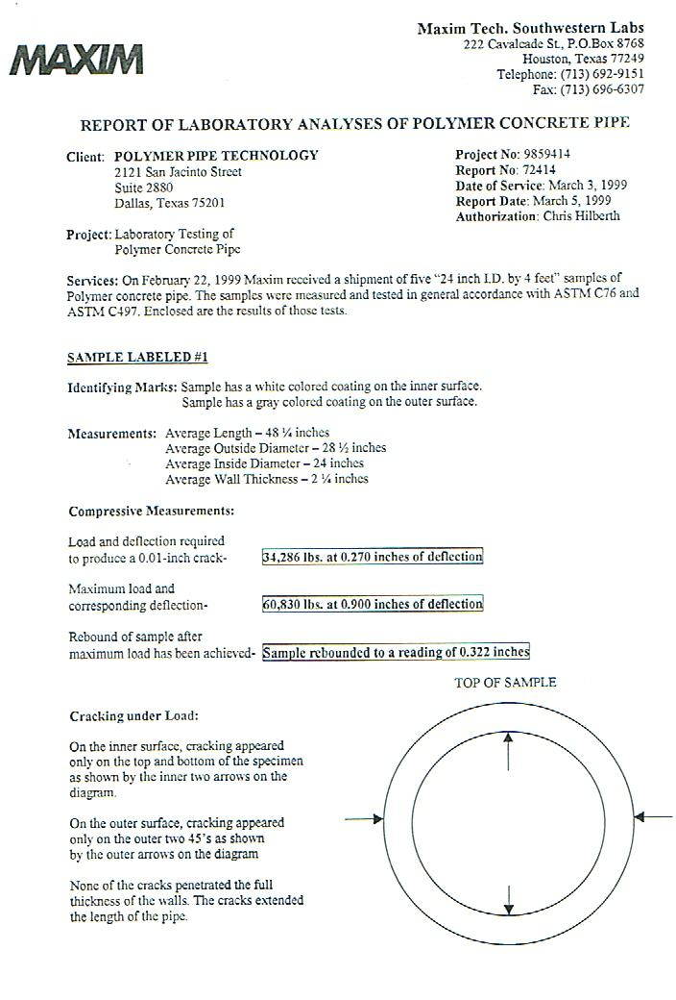 MAXIM
Maxim Tech. Southwestern Labs
222 Cavalcade St., P.O.Box 8768
Houston, Texas 77249
Telephone: (713) 692-9151
Fax: (713) 696-6307
REPORT OF LABORATORY ANALYSES OF POLYMER CONCRETE PIPE
Client: POLYMER PIPE TECHNOLOGY
2121 San Jacinto Street
Suite 2880
Dallas, Texas 75201
Project No: 9859414
Report No: 72414
Date of Service: March 3, 1999
Report Date: March 5, 1999
Authorization: Chris Hilberth
Project: Laboratory Testing of
Polymer Concrete Pipe
Services: On February 22, 1999 Maxim received a shipment of five “24 inch I.D. by 4 feet” samples of
Polymer concrete pipe. The samples were measured and tested in general accordance with ASTM C76 and
ASTM C497. Enclosed are the results of those tests.
SAMPLE LABELED #1
Identifying Marks: Sample has a white colored coating on the inner surface.
Sample has a gray colored coating on the outer surface.
Measurements: Average Length – 48 ¼ inches
Average Outside Diameter – 28 ½ inches
Average Inside Diameter – 24 inches
Average Wall Thickness – 2 ¼ inches
Compressive Measurements:
Load and deflection required
to produce a 0.01-inch crack- 34,286 lbs. at 0.270 inches of deflection
Maximum load and
corresponding deflection- 60,830 lbs. at 0.900 inches of deflection
Rebound of sample after
maximum load has been achieved- Sample rebounded to a reading of 0.322 inches
TOP OF SAMPLE
Cracking under Load:
On the inner surface, cracking appeared
only on the top and bottom of the specimen
as shown by the inner two arrows on the
diagram.
On the outer surface, cracking appeared
only on the outer two 45's as shown
by the outer arrows on the diagram
None of the cracks penetrated the full
thickness of the walls. The cracks extended
the length of the pipe.